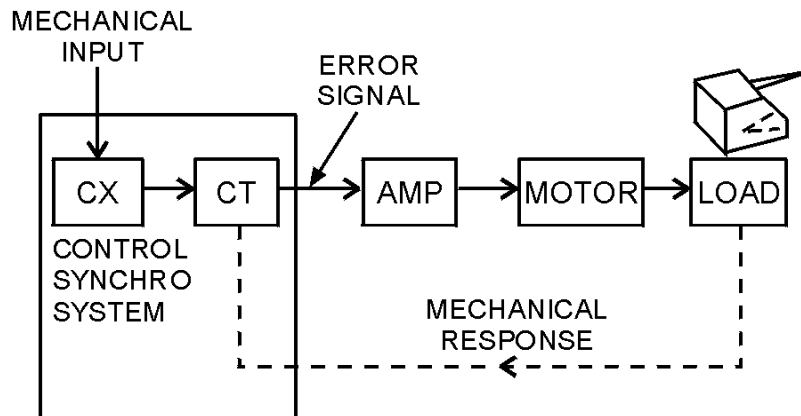 MECHANICAL
INPUT
ERROR
SIGNAL
CX
CT
AMP
MOTOR
LOAD
CONTROL
SYNCHRO
SYSTEM
MECHANICAL
RESPONSE